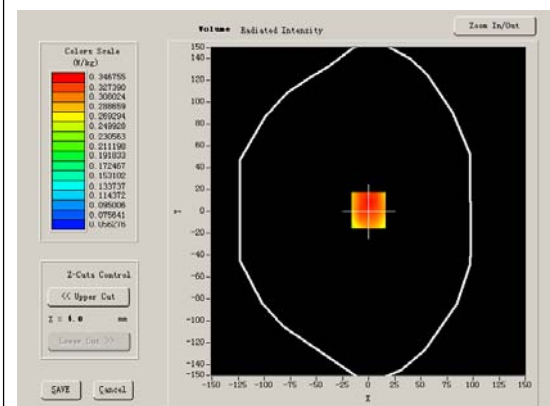 Volume Radiated Intensity
Zoom In/Out
Colors Scale
(W/kg)
0.346755
0.327390
0.308024
0.288659
0.269294
0.249928
0.230563
0.211198
0.191833
0.172467
0.153102
0.133737
0.114372
0.095006
0.075641
0.056276
Z-Cuts Control
<< Upper Cut
Z = 4.0 mm
Lower Cut >>
SAVE
Cancel
Y
150
140
120
100
80
60
40
20
0
-20
-40
-60
-80
-100
-120
-140
-150
-150 -125 -100 -75 -50 -25 0 25 50 75 100 125 150
X